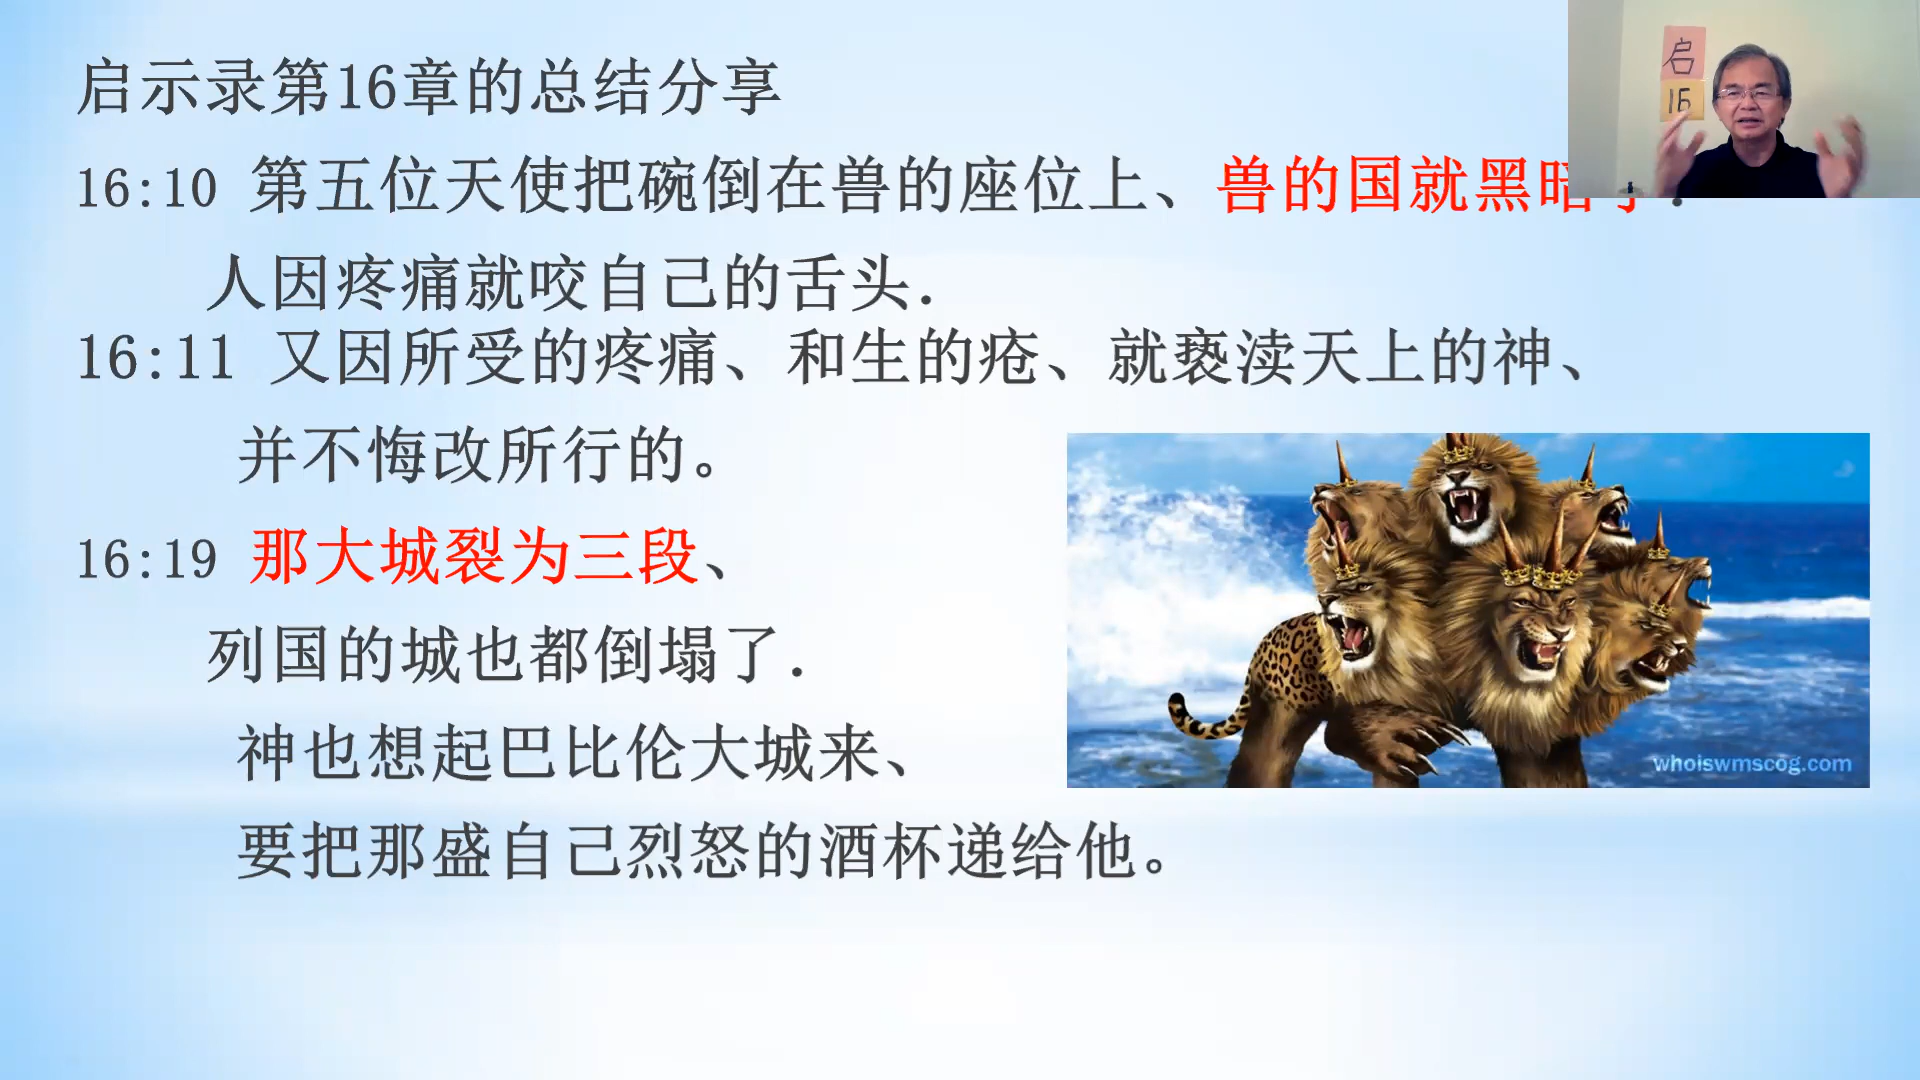 启示录第16章的总结分享
启
16
16:10 第五位天使把碗倒在兽的座位上、兽的国就黑暗了.
人因疼痛就咬自己的舌头.
16:11 又因所受的疼痛、和生的疮、就亵渎天上的神、
并不悔改所行的。
16:19 那大城裂为三段、
列国的城也都倒塌了.
神也想起巴比伦大城来、
要把那盛自己烈怒的酒杯递给他。
whoiswmscog.com